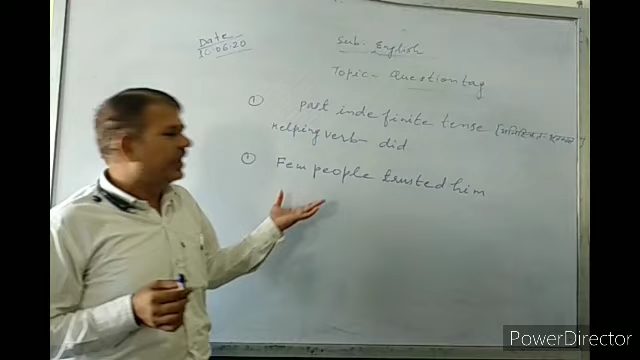 Date
10.06.20
Sub. English
Topic - Question tag
① past indefinite tense [
Helping verb did
① Few people trusted him
PowerDirector